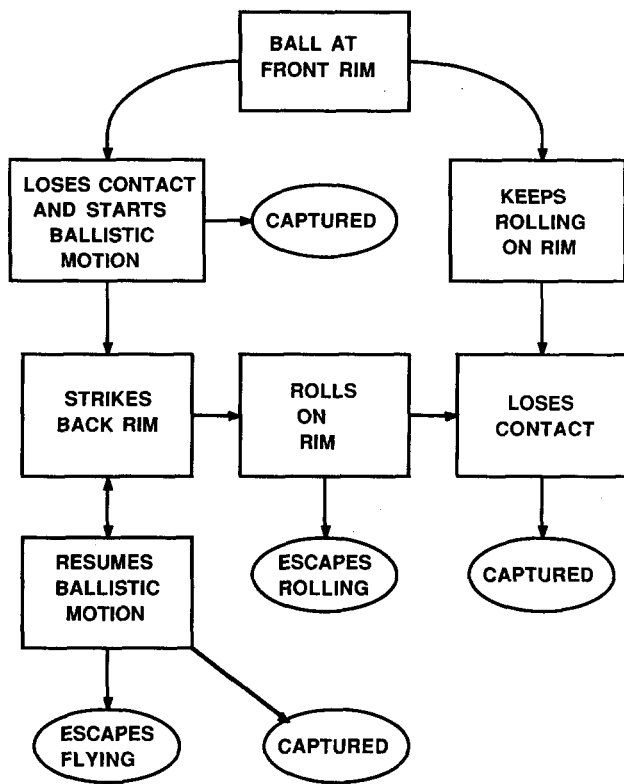 BALL AT
FRONT RIM
LOSES CONTACT
AND STARTS
BALLISTIC
MOTION
CAPTURED
KEEPS
ROLLING
ON RIM
STRIKES
BACK RIM
ROLLS
ON
RIM
LOSES
CONTACT
RESUMES
BALLISTIC
MOTION
ESCAPES
ROLLING
CAPTURED
ESCAPES
FLYING
CAPTURED